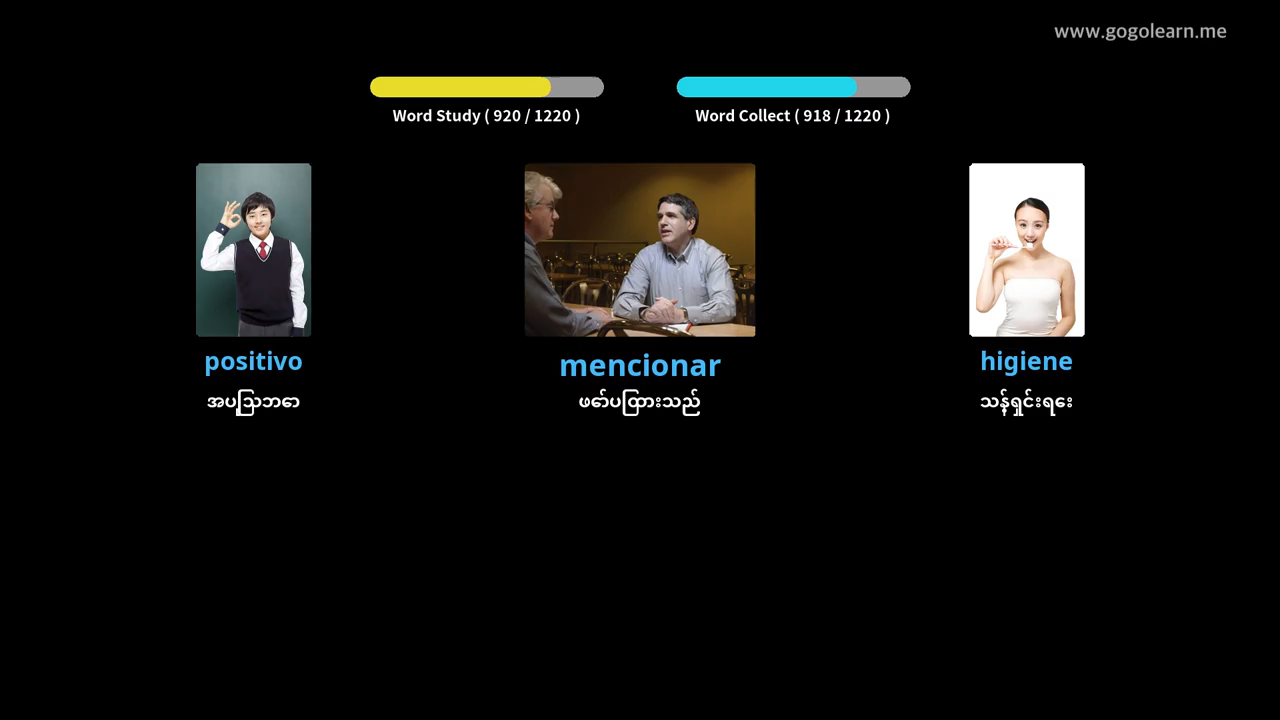 www.gogolearn.me
Word Study ( 920 / 1220 )
Word Collect ( 918 / 1220 )
positivo
mencionar
higiene
အပြုသဘော
ဖော်ပြထားသည်
သန့်ရှင်းရေး